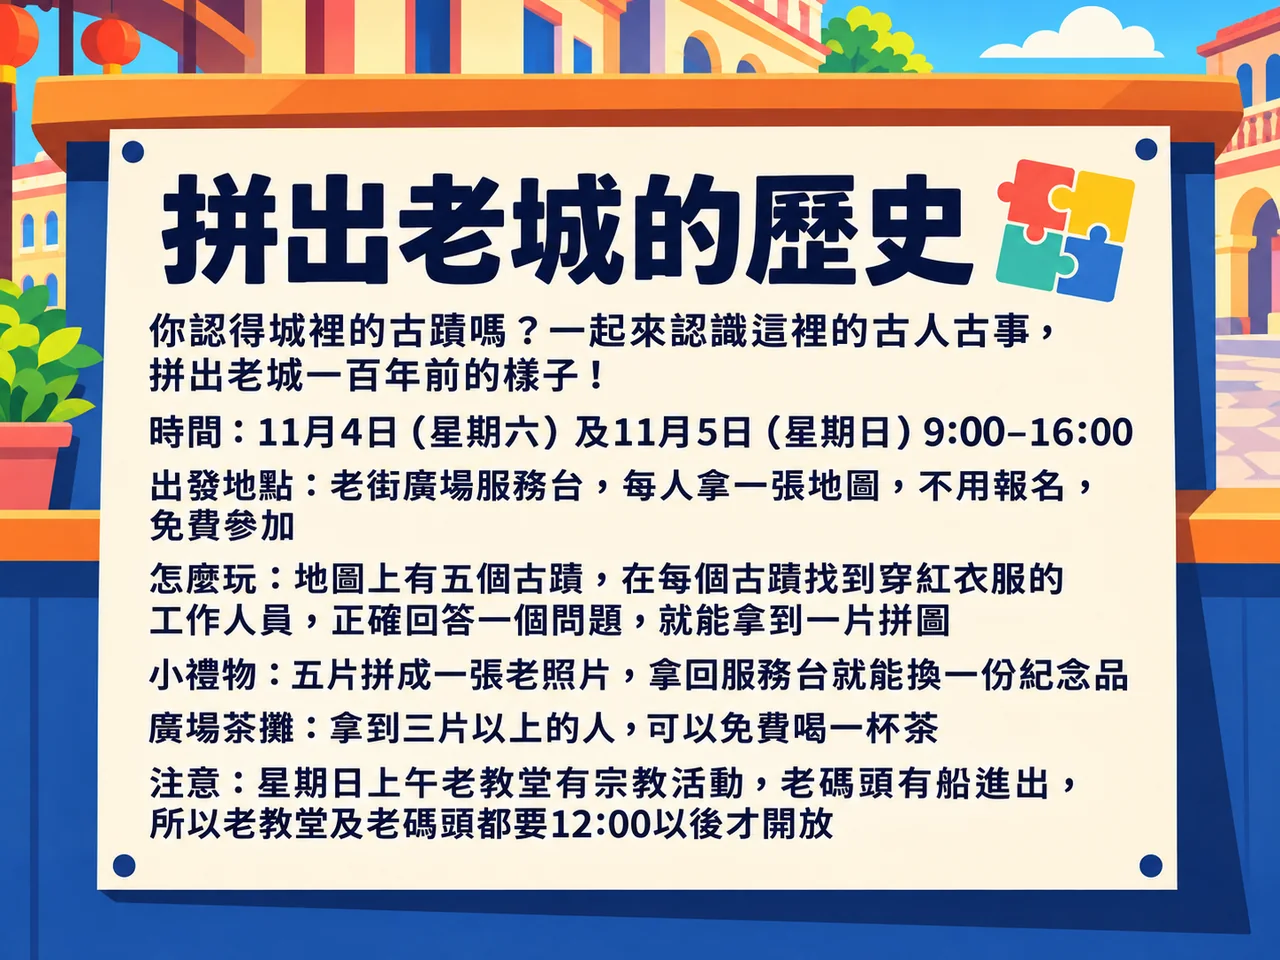 拼出老城的歷史
你認得城裡的古蹟嗎？一起來認識這裡的古人古事，
拼出老城一百年前的樣子！
時間：11月4日（星期六）及11月5日（星期日）9:00–16:00
出發地點：老街廣場服務台，每人拿一張地圖，不用報名，
免費參加
怎麼玩：地圖上有五個古蹟，在每個古蹟找到穿紅衣服的
工作人員，正確回答一個問題，就能拿到一片拼圖
小禮物：五片拼成一張老照片，拿回服務台就能換一份紀念品
廣場茶攤：拿到三片以上的人，可以免費喝一杯茶
注意：星期日上午老教堂有宗教活動，老碼頭有船進出，
所以老教堂及老碼頭都要12:00以後才開放